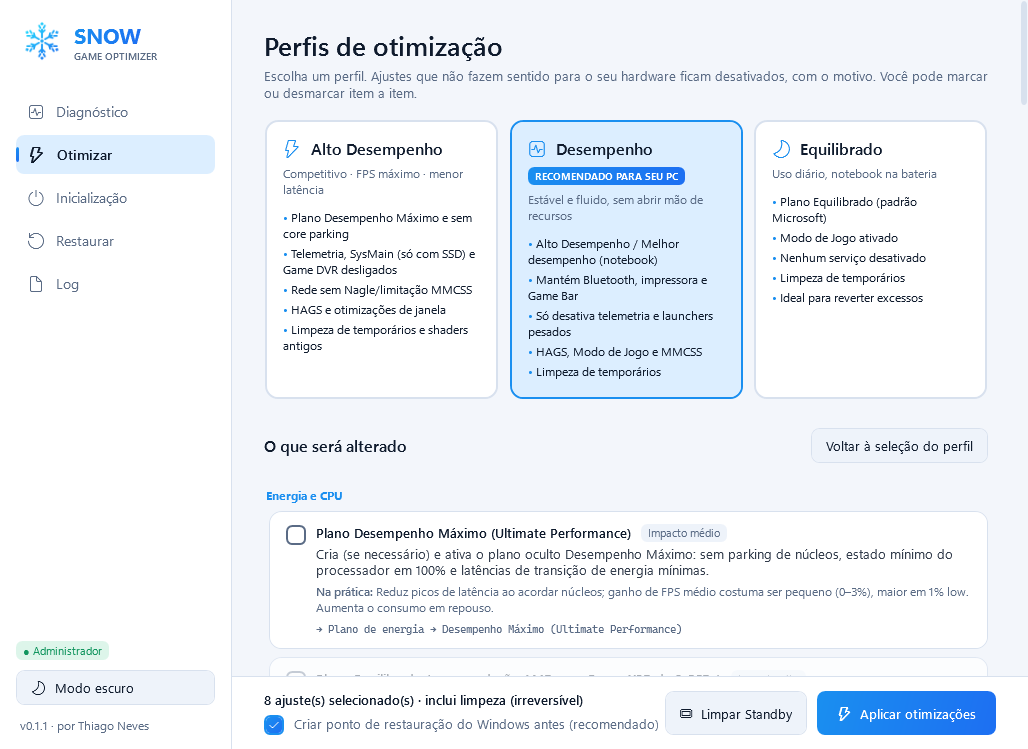 SNOW
GAME OPTIMIZER
Diagnóstico
Otimizar
Inicialização
Restaurar
Log
● Administrador
Modo escuro
v0.1.1 · por Thiago Neves
Perfis de otimização
Escolha um perfil. Ajustes que não fazem sentido para o seu hardware ficam desativados, com o motivo. Você pode marcar
ou desmarcar item a item.
Alto Desempenho
Competitivo · FPS máximo · menor
latência
• Plano Desempenho Máximo e sem
core parking
• Telemetria, SysMain (só com SSD) e
Game DVR desligados
• Rede sem Nagle/limitação MMCSS
• HAGS e otimizações de janela
• Limpeza de temporários e shaders
antigos
Desempenho
RECOMENDADO PARA SEU PC
Estável e fluido, sem abrir mão de
recursos
• Alto Desempenho / Melhor
desempenho (notebook)
• Mantém Bluetooth, impressora e
Game Bar
• Só desativa telemetria e launchers
pesados
• HAGS, Modo de Jogo e MMCSS
• Limpeza de temporários
Equilibrado
Uso diário, notebook na bateria
• Plano Equilibrado (padrão
Microsoft)
• Modo de Jogo ativado
• Nenhum serviço desativado
• Limpeza de temporários
• Ideal para reverter excessos
O que será alterado
Voltar à seleção do perfil
Energia e CPU
Plano Desempenho Máximo (Ultimate Performance)
Impacto médio
Cria (se necessário) e ativa o plano oculto Desempenho Máximo: sem parking de núcleos, estado mínimo do
processador em 100% e latências de transição de energia mínimas.
Na prática: Reduz picos de latência ao acordar núcleos; ganho de FPS médio costuma ser pequeno (0–3%), maior em 1% low.
Aumenta o consumo em repouso.
→ Plano de energia → Desempenho Máximo (Ultimate Performance)
8 ajuste(s) selecionado(s) · inclui limpeza (irreversível)
Criar ponto de restauração do Windows antes (recomendado)
Limpar Standby
Aplicar otimizações